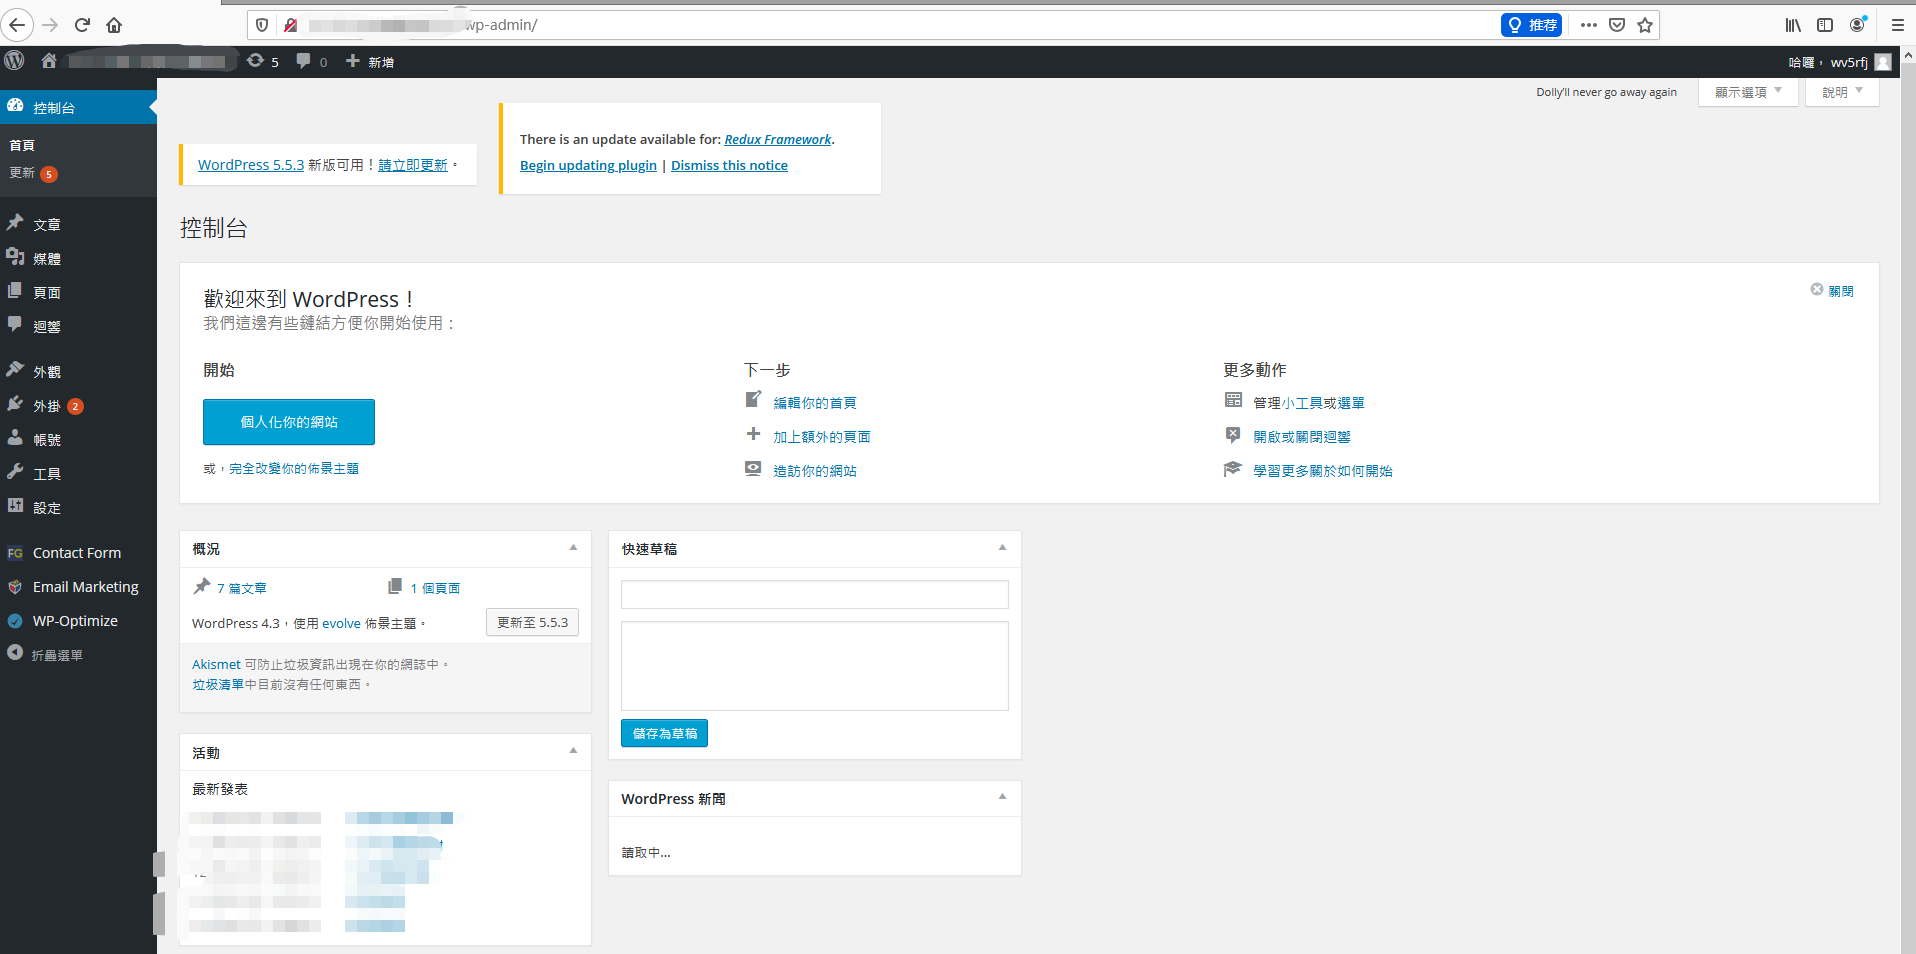 wp-admin/
推荐
5
0
新增
哈囉， wv5rfj
控制台
首頁
更新 5
文章
媒體
頁面
迴響
外觀
外掛 2
帳號
工具
設定
FG Contact Form
Email Marketing
WP-Optimize
折疊選單
Dolly'll never go away again
顯示選項
說明
WordPress 5.5.3 新版可用！請立即更新。
There is an update available for: Redux Framework.
Begin updating plugin | Dismiss this notice
控制台
歡迎來到 WordPress！
我們這邊有些鏈結方便你開始使用：
關閉
開始
個人化你的網站
或，完全改變你的佈景主題
下一步
編輯你的首頁
加上額外的頁面
造訪你的網站
更多動作
管理小工具或選單
開啟或關閉迴響
學習更多關於如何開始
概況
7 篇文章
1 個頁面
WordPress 4.3，使用 evolve 佈景主題。
更新至 5.5.3
Akismet 可防止垃圾資訊出現在你的網誌中。
垃圾清單中目前沒有任何東西。
活動
最新發表
快速草稿
儲存為草稿
WordPress 新聞
讀取中...